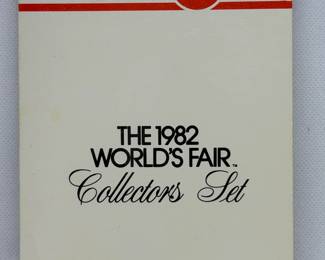 THE 1982
WORLD'S FAIR™
Collectors Set